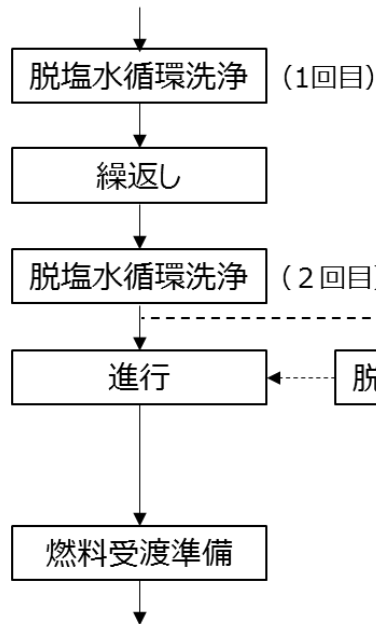 脱塩水循環洗浄 （1回目）
繰返し
脱塩水循環洗浄 （２回目）
進行 脱
燃料受渡準備